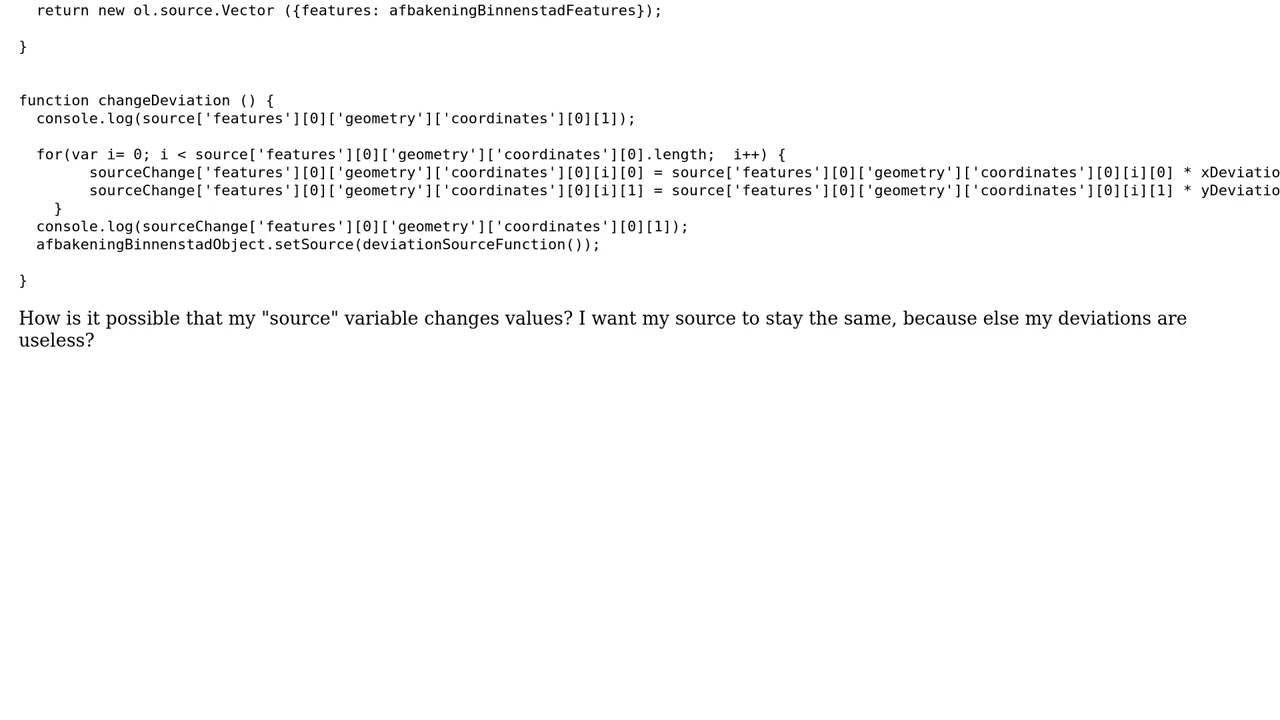 return new ol.source.Vector ({features: afbakeningBinnenstadFeatures});
}
function changeDeviation () {
console.log(source['features'][0]['geometry']['coordinates'][0][1]);
for(var i= 0; i < source['features'][0]['geometry']['coordinates'][0].length;  i++) {
sourceChange['features'][0]['geometry']['coordinates'][0][i][0] = source['features'][0]['geometry']['coordinates'][0][i][0] * xDeviatio
sourceChange['features'][0]['geometry']['coordinates'][0][i][1] = source['features'][0]['geometry']['coordinates'][0][i][1] * yDeviatio
}
console.log(sourceChange['features'][0]['geometry']['coordinates'][0][1]);
afbakeningBinnenstadObject.setSource(deviationSourceFunction());
}
How is it possible that my "source" variable changes values? I want my source to stay the same, because else my deviations are
useless?